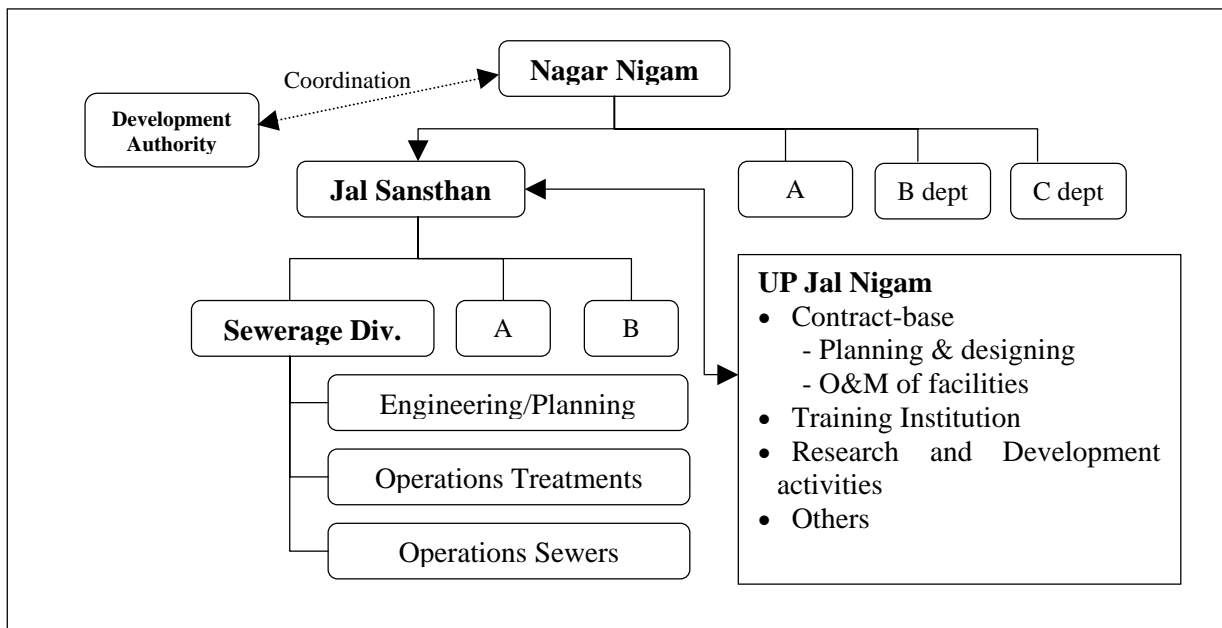 Nagar Nigam
Coordination
Development
Authority
Jal Sansthan
A
B dept
C dept
Sewerage Div.
A
B
Engineering/Planning
Operations Treatments
Operations Sewers
UP Jal Nigam
• Contract-base
- Planning & designing
- O&M of facilities
• Training Institution
• Research and Development
activities
• Others